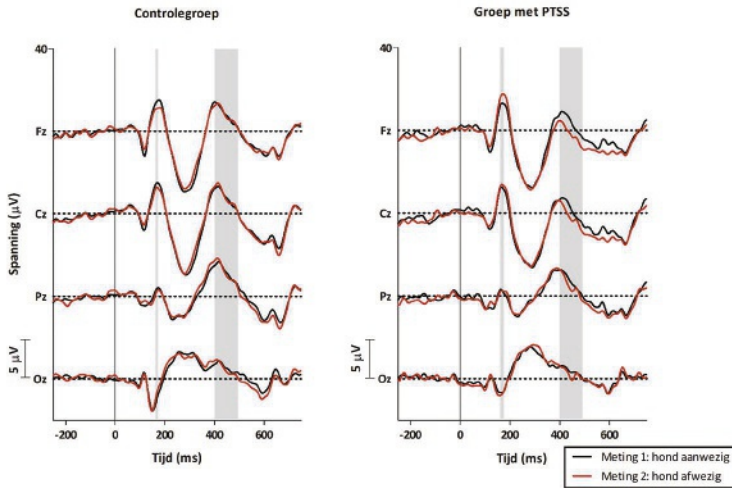 Controlegroep
40
Fz
Cz
Pz
Oz
Spanning (µV)
5 µV
-200 0 200 400 600
Tijd (ms)
Groep met PTSS
40
Fz
Cz
Pz
Oz
5 µV
-200 0 200 400 600
Tijd (ms)
Meting 1: hond aanwezig
Meting 2: hond afwezig